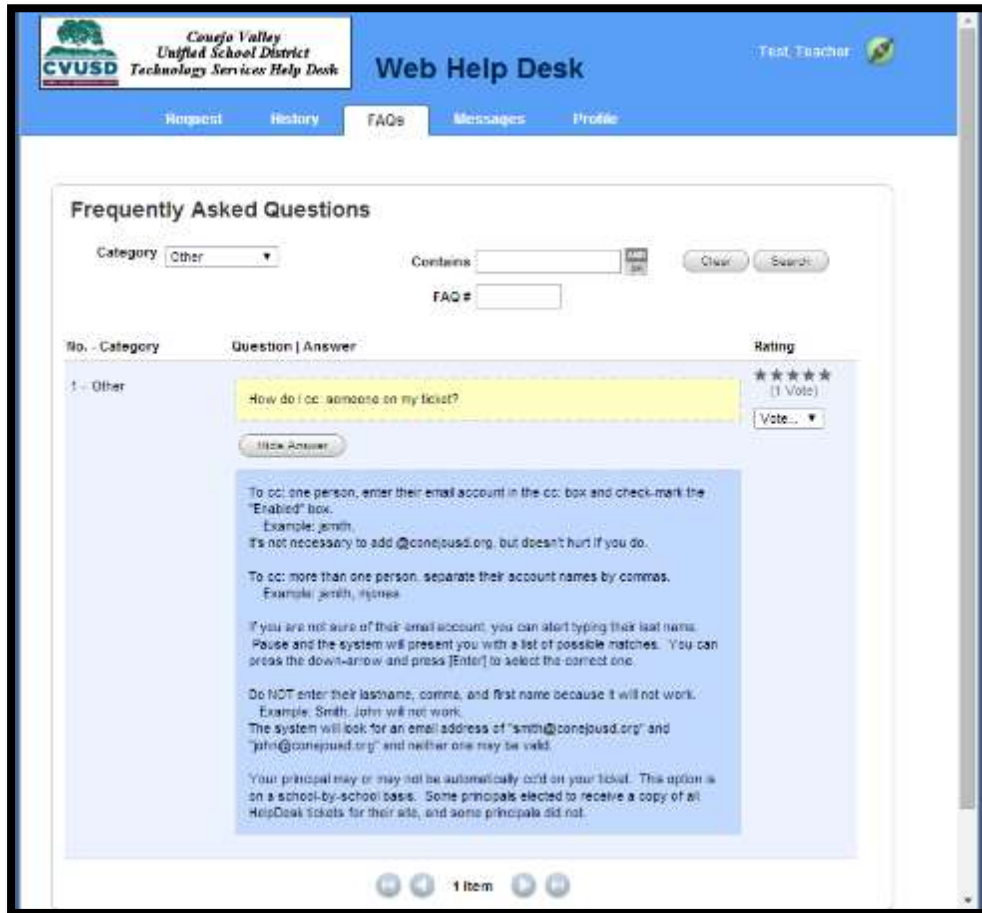 Conejo Valley
Unified School District
Technology Services Help Desk
CVUSD
Web Help Desk
Test, Teacher
Request History FAQs Messages Profile
Frequently Asked Questions
Category Other
Contains
AND
OR
Clear Search
FAQ #
No. - Category Question | Answer Rating
1 - Other
How do i cc: someone on my ticket?
(1 Vote)
Vote...
Hide Answer
To cc: one person, enter their email account in the cc: box and check-mark the
"Enabled" box.
Example: jsmith,
It's not necessary to add @conejousd.org, but doesn't hurt if you do.
To cc: more than one person, separate their account names by commas.
Example: jsmith, mjones
If you are not sure of their email account, you can start typing their last name.
Pause and the system will present you with a list of possible matches. You can
press the down-arrow and press [Enter] to select the correct one.
Do NOT enter their lastname, comma, and first name because it will not work.
Example: Smith, John will not work.
The system will look for an email address of "smith@conejousd.org" and
"john@conejousd.org" and neither one may be valid.
Your principal may or may not be automatically cc'd on your ticket. This option is
on a school-by-school basis. Some principals elected to receive a copy of all
HelpDesk tickets for their site, and some principals did not.
1 item